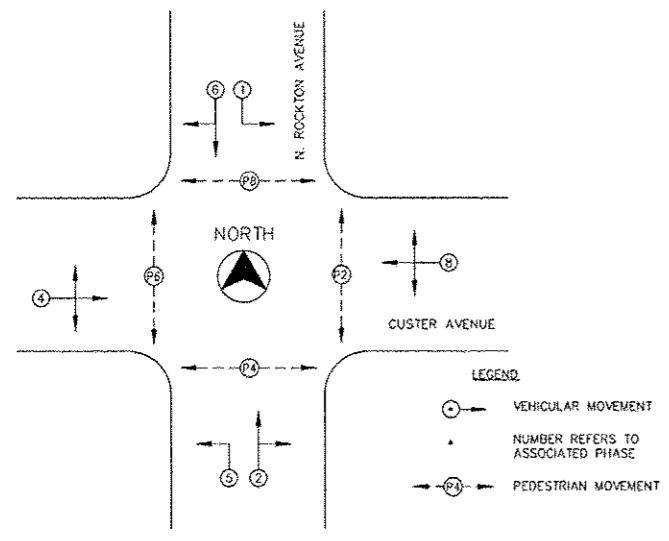 6 1
N. ROCKTON AVENUE
P8
NORTH
P6
P2
8
4
CUSTER AVENUE
P4
LEGEND
VEHICULAR MOVEMENT
NUMBER REFERS TO
ASSOCIATED PHASE
5 2
P4 PEDESTRIAN MOVEMENT